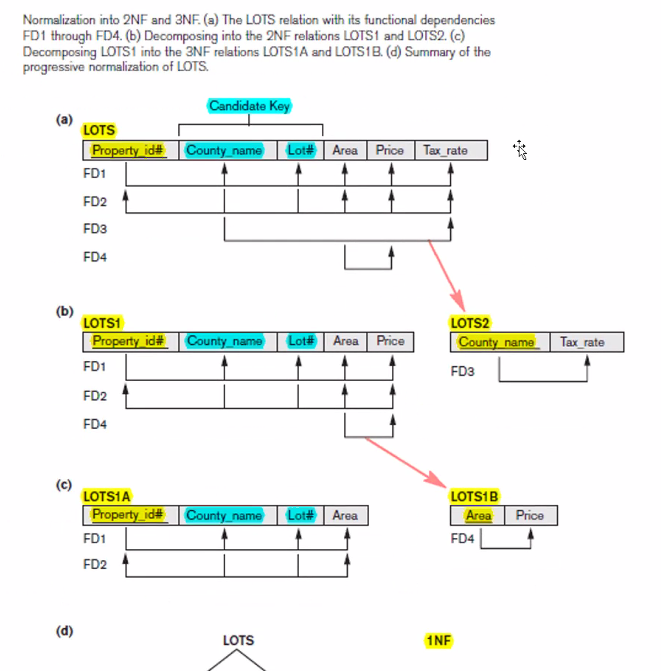 Normalization into 2NF and 3NF. (a) The LOTS relation with its functional dependencies
FD1 through FD4. (b) Decomposing into the 2NF relations LOTS1 and LOTS2. (c)
Decomposing LOTS1 into the 3NF relations LOTS1A and LOTS1B. (d) Summary of the
progressive normalization of LOTS.
Candidate Key
(a)
LOTS
Property_id# County_name Lot# Area Price Tax_rate
FD1
FD2
FD3
FD4
(b)
LOTS1
Property_id# County_name Lot# Area Price
FD1
FD2
FD4
LOTS2
County_name Tax_rate
FD3
(c)
LOTS1A
Property_id# County_name Lot# Area
FD1
FD2
LOTS1B
Area Price
FD4
(d)
LOTS 1NF